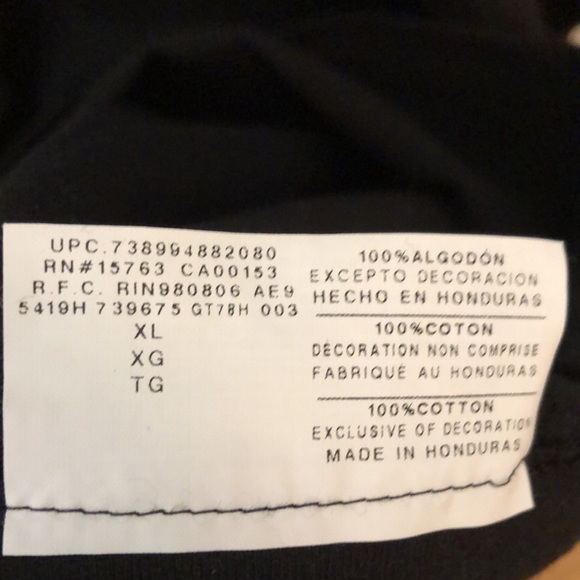 UPC.738994882080
RN#15763 CA00153
R.F.C. RIN980806 AE9
5419H 739675 GT78H 003
XL
XG
TG
100%ALGODÓN
EXCEPTO DECORACION
HECHO EN HONDURAS
100%COTON
DÉCORATION NON COMPRISE
FABRIQUÉ AU HONDURAS
100%COTTON
EXCLUSIVE OF DECORATION
MADE IN HONDURAS